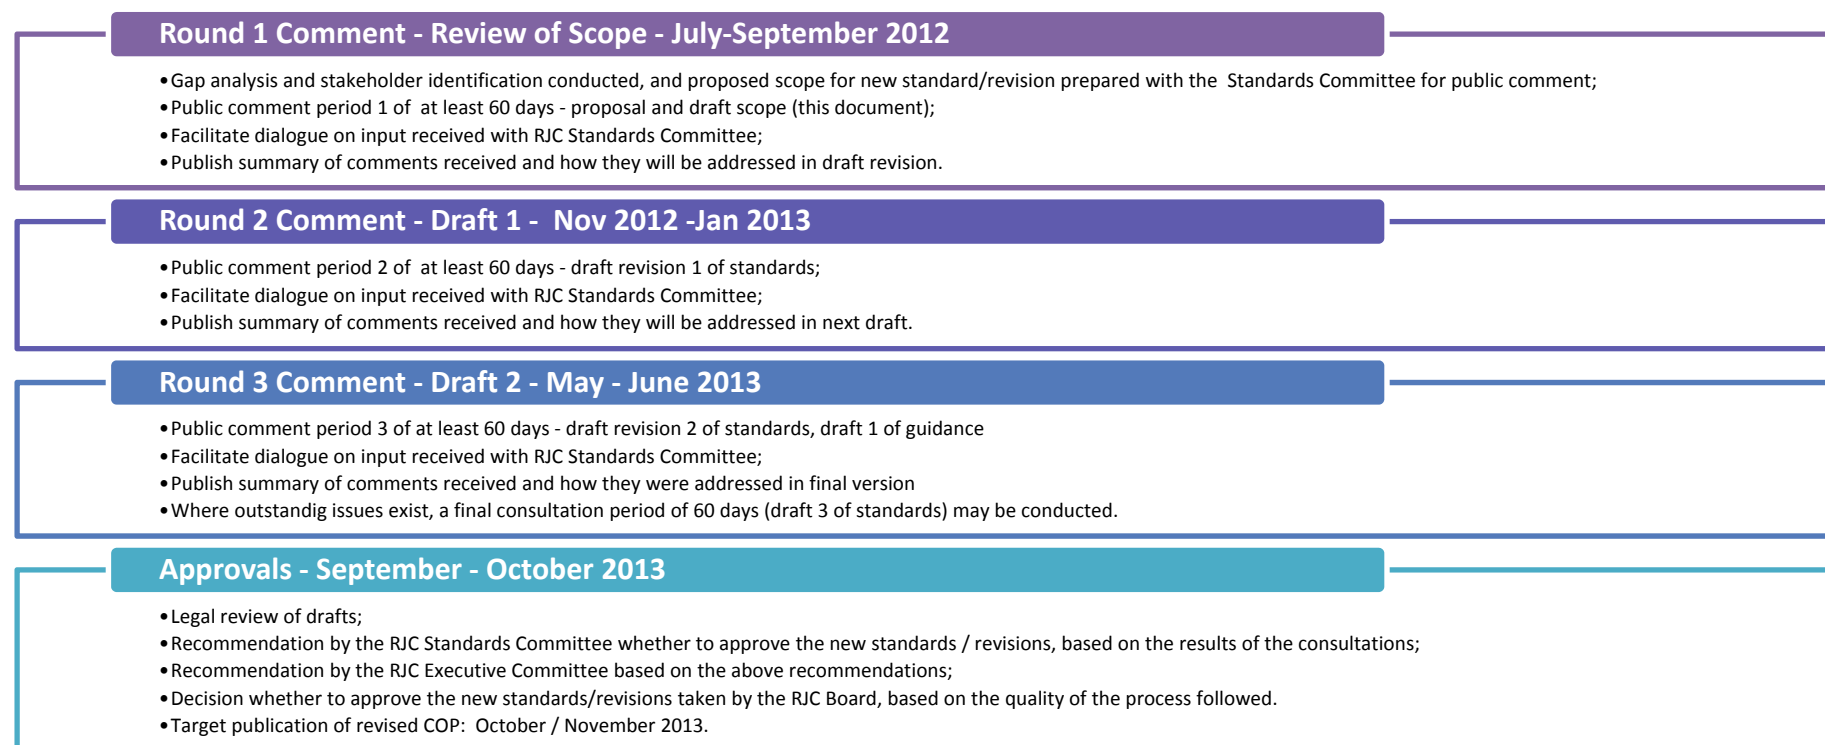 Round 1 Comment - Review of Scope - July-September 2012
•Gap analysis and stakeholder identification conducted, and proposed scope for new standard/revision prepared with the  Standards Committee for public comment;
•Public comment period 1 of  at least 60 days - proposal and draft scope (this document);
•Facilitate dialogue on input received with RJC Standards Committee;
•Publish summary of comments received and how they will be addressed in draft revision.
Round 2 Comment - Draft 1 -  Nov 2012 -Jan 2013
•Public comment period 2 of  at least 60 days - draft revision 1 of standards;
•Facilitate dialogue on input received with RJC Standards Committee;
•Publish summary of comments received and how they will be addressed in next draft.
Round 3 Comment - Draft 2 - May - June 2013
•Public comment period 3 of at least 60 days - draft revision 2 of standards, draft 1 of guidance
•Facilitate dialogue on input received with RJC Standards Committee;
•Publish summary of comments received and how they were addressed in final version
•Where outstandig issues exist, a final consultation period of 60 days (draft 3 of standards) may be conducted.
Approvals - September - October 2013
•Legal review of drafts;
•Recommendation by the RJC Standards Committee whether to approve the new standards / revisions, based on the results of the consultations;
•Recommendation by the RJC Executive Committee based on the above recommendations;
•Decision whether to approve the new standards/revisions taken by the RJC Board, based on the quality of the process followed.
•Target publication of revised COP:  October / November 2013.